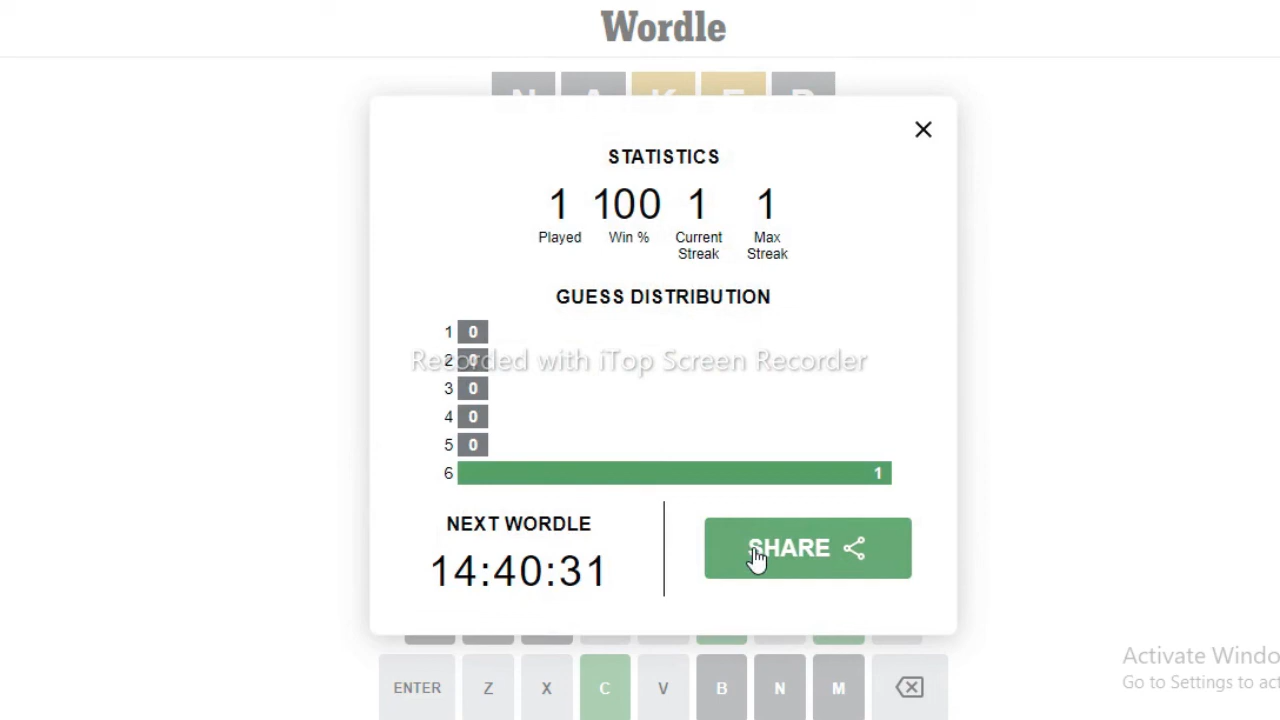 Wordle
STATISTICS
1 100 1 1
Played Win % Current Streak Max Streak
GUESS DISTRIBUTION
1 0
2 0
Recorded with iTop Screen Recorder
3 0
4 0
5 0
6 1
NEXT WORDLE
14:40:31
SHARE
ENTER Z X C V B N M
Activate Windo
Go to Settings to act